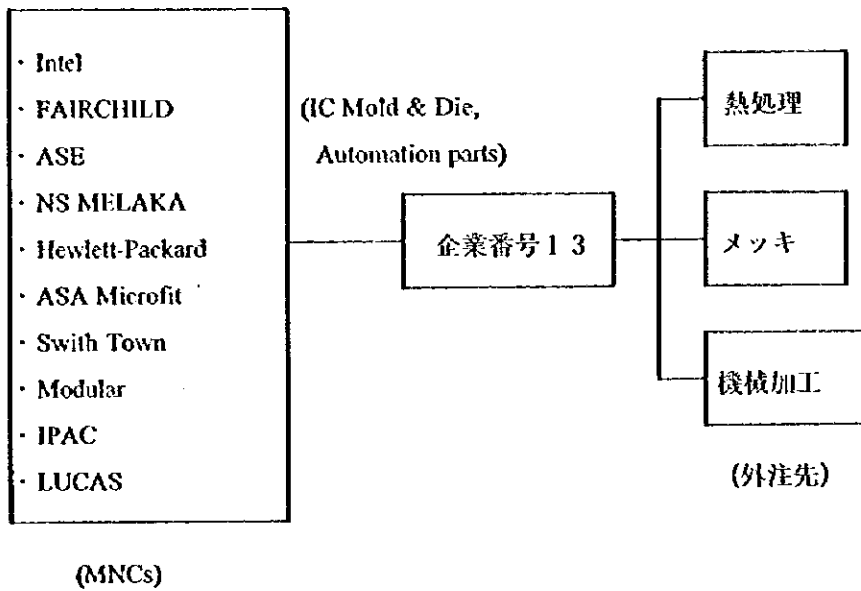 ・Intel
・FAIRCHILD
・ASE
・NS MELAKA
・Hewlett-Packard
・ASA Microfit
・Swith Town
・Modular
・IPAC
・LUCAS
(MNCs)
(IC Mold & Die,
Automation parts)
企業番号13
熱処理
メッキ
機械加工
(外注先)